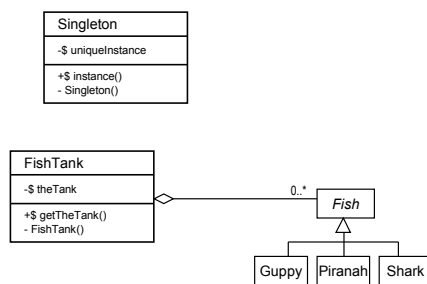 Singleton
-$ uniqueInstance
+$ instance()
- Singleton()
FishTank
-$ theTank
+$ getTheTank()
- FishTank()
0..*
Fish
Guppy
Piranah
Shark